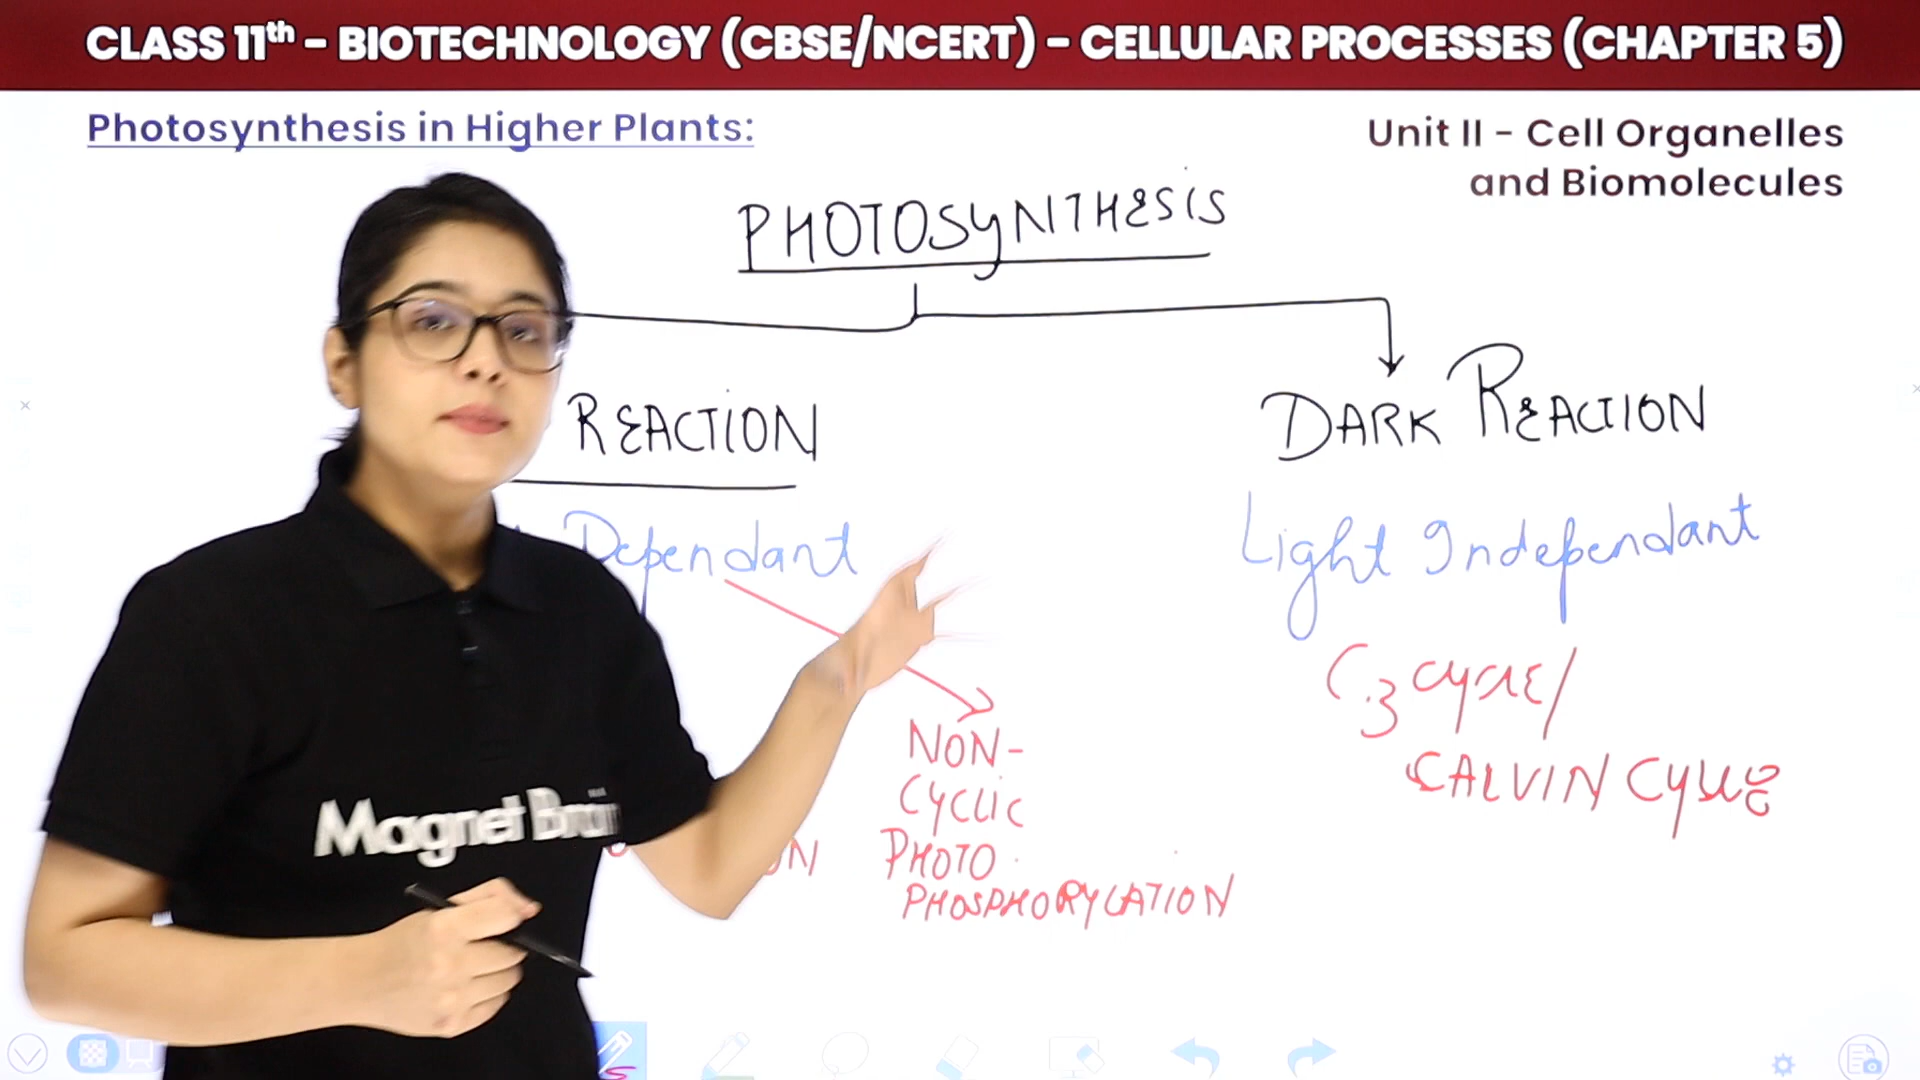 CLASS 11th - BIOTECHNOLOGY (CBSE/NCERT) - CELLULAR PROCESSES (CHAPTER 5)
Photosynthesis in Higher Plants:
Unit II - Cell Organelles
and Biomolecules
PHOTOSYNTHESIS
REACTION
DARK REACTION
Dependant
Light Independant
C3 CYCLE/
CALVIN CYCLE
NON-
CYCLIC
PHOTO
PHOSPHORYLATION
Magnet Brain